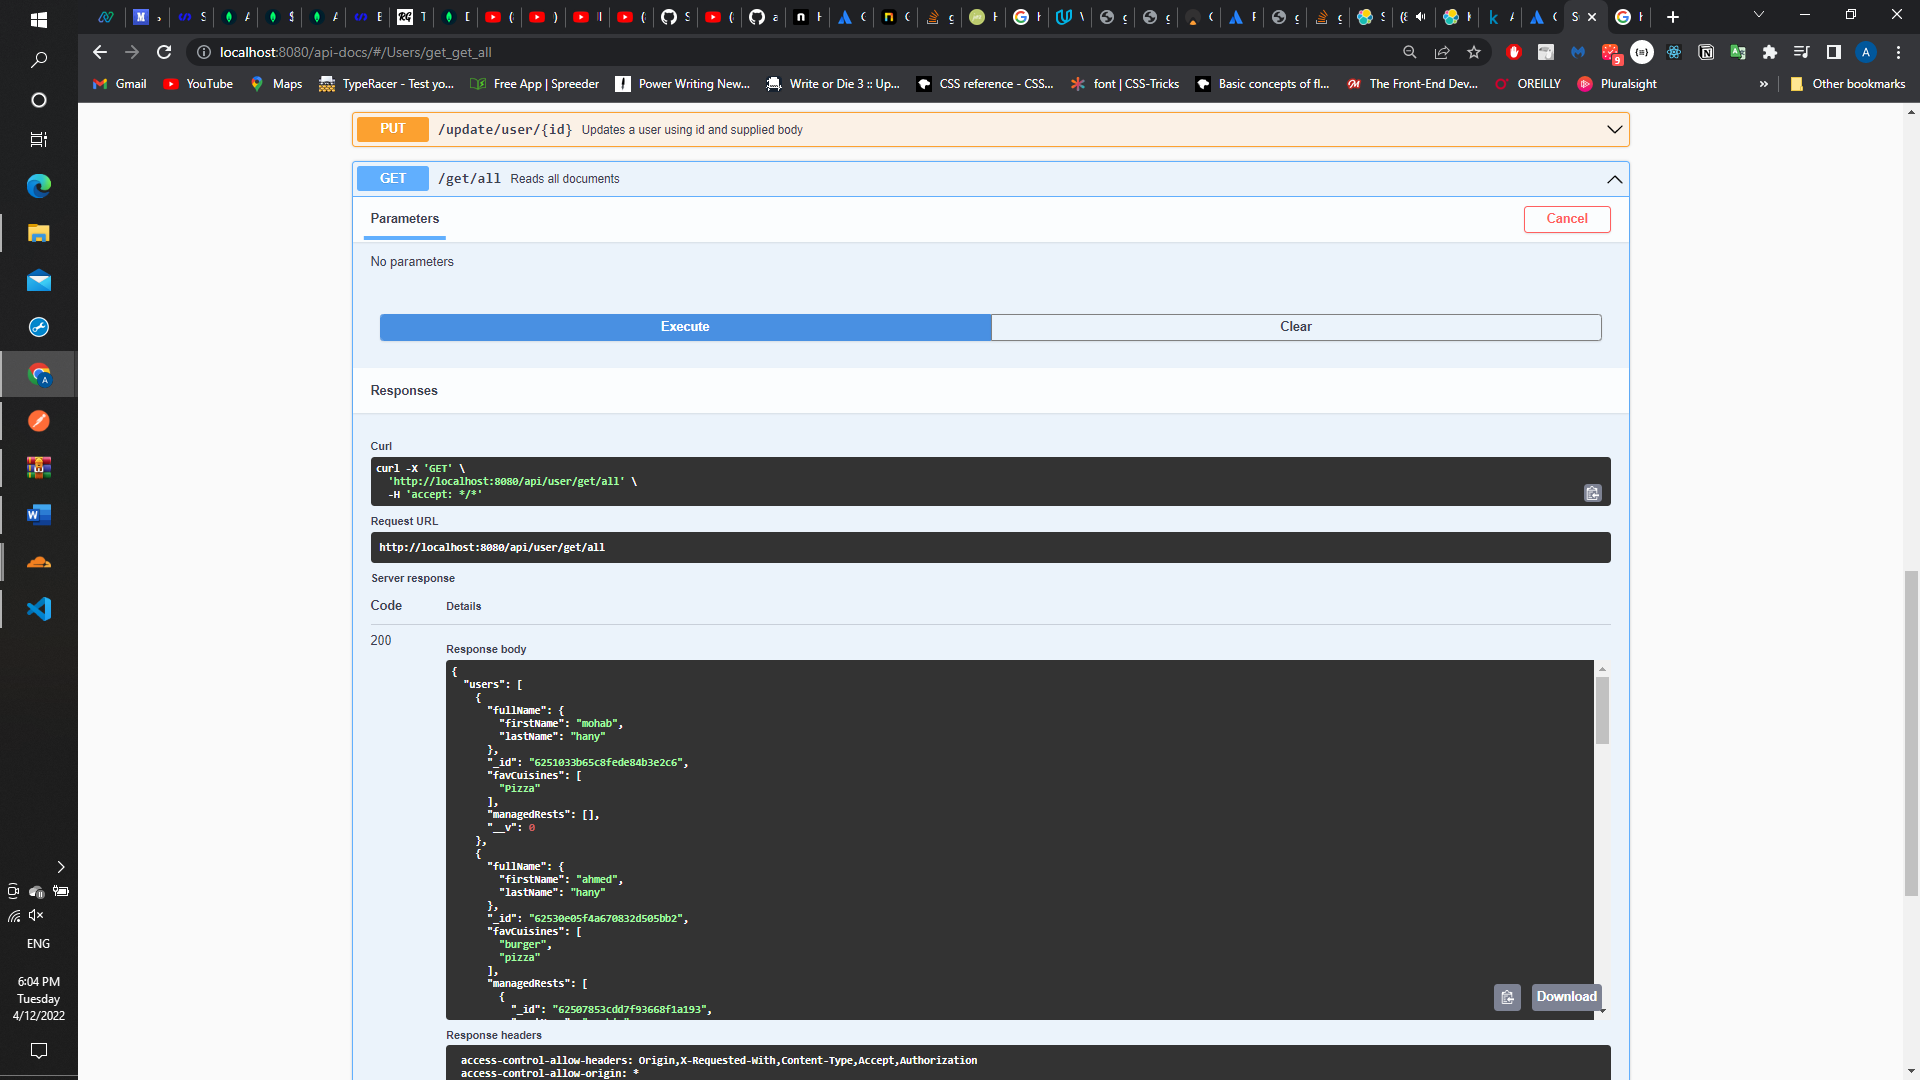 localhost:8080/api-docs/#/Users/get_get_all
Gmail
YouTube
Maps
TypeRacer - Test yo...
Free App | Spreeder
Power Writing New...
Write or Die 3 :: Up...
CSS reference - CSS...
font | CSS-Tricks
Basic concepts of fl...
The Front-End Dev...
OREILLY
Pluralsight
»
Other bookmarks
PUT /update/user/{id} Updates a user using id and supplied body
GET /get/all Reads all documents
Parameters
Cancel
No parameters
Execute
Clear
Responses
Curl
curl -X 'GET' \
'http://localhost:8080/api/user/get/all' \
-H 'accept: */*'
Request URL
http://localhost:8080/api/user/get/all
Server response
Code Details
200
Response body
{
"users": [
{
"fullName": {
"firstName": "mohab",
"lastName": "hany"
},
"_id": "6251033b65c8fede84b3e2c6",
"favCuisines": [
"Pizza"
],
"managedRests": [],
"__v": 0
},
{
"fullName": {
"firstName": "ahmed",
"lastName": "hany"
},
"_id": "62530e05f4a670832d505bb2",
"favCuisines": [
"burger",
"pizza"
],
"managedRests": [
{
"_id": "62507853cdd7f93668f1a193",
Download
Response headers
access-control-allow-headers: Origin,X-Requested-With,Content-Type,Accept,Authorization
access-control-allow-origin: *
ENG
6:04 PM
Tuesday
4/12/2022